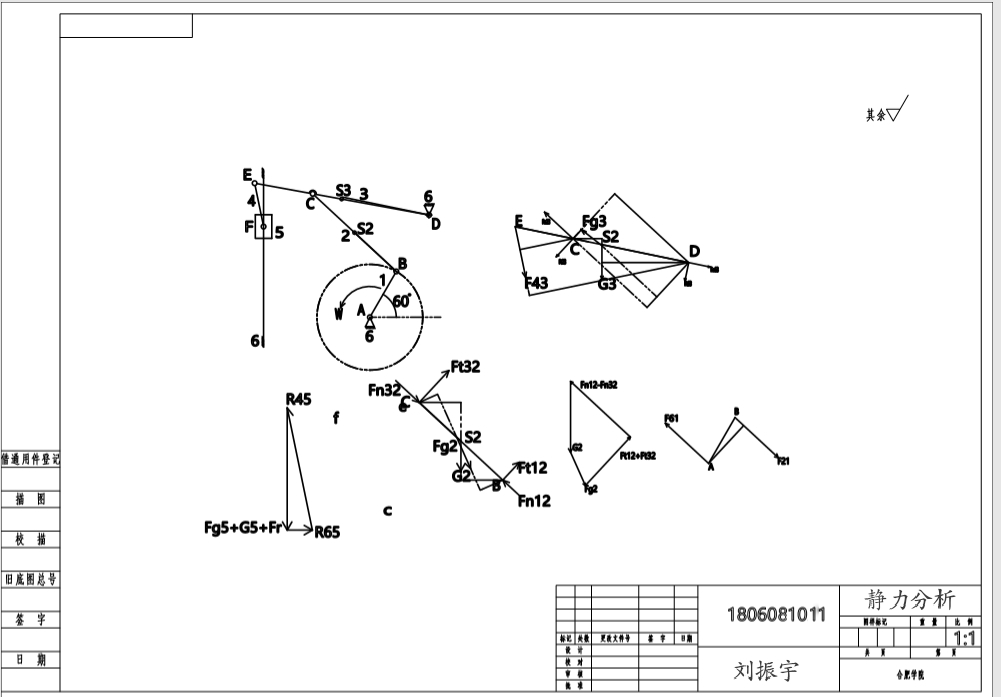 其余
E
S3 3 6
4
C
D
F 5
2 S2
B
1
W A 60°
6
6
Fg3
E
S2
C
D
F43
G3
Ft32
Fn32
C
e
R45
f
S2
Fg2
G2
Ft12
B
Fn12
c
Fg5+G5+Fr
R65
Fn12-Fn32
G2
Ft12+Ft32
Fg2
F61
B
A
F21
借通用件登记
描 图
校 描
旧底图总号
签 字
日 期
标记 处数 更改文件号 签 字 日期
设 计
校 对
审 核
批 准
1806081011
刘振宇
静力分析
图样标记 重 量 比 例
1:1
共 页 第 页
合肥学院